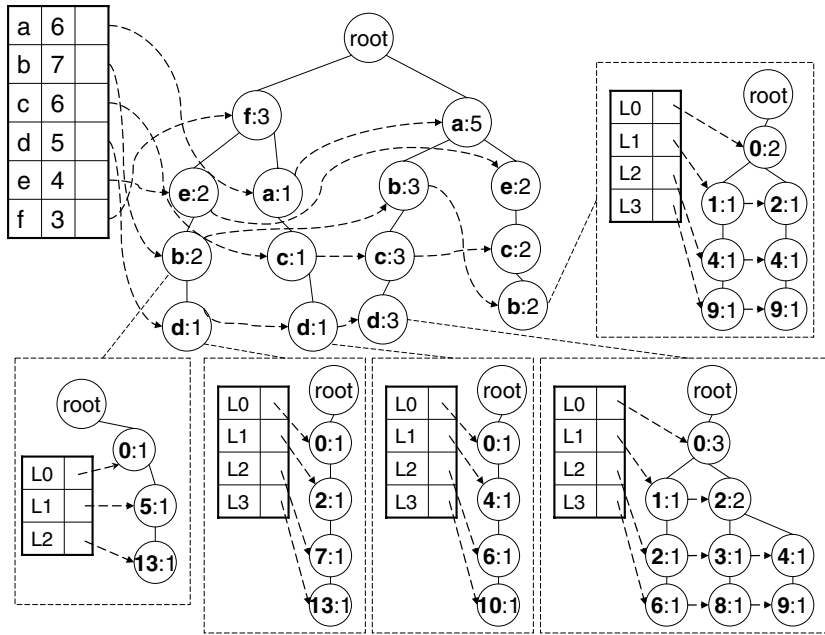 a 6
b 7
c 6
d 5
e 4
f 3
root
f:3
a:5
e:2
a:1
b:3
e:2
b:2
c:1
c:3
c:2
d:1
d:1
d:3
b:2
L0
L1
L2
L3
root
0:2
1:1
2:1
4:1
4:1
9:1
9:1
root
L0
L1
L2
0:1
5:1
13:1
L0
L1
L2
L3
root
0:1
2:1
7:1
13:1
L0
L1
L2
L3
root
0:1
4:1
6:1
10:1
L0
L1
L2
L3
root
0:3
1:1
2:2
2:1
3:1
4:1
6:1
8:1
9:1